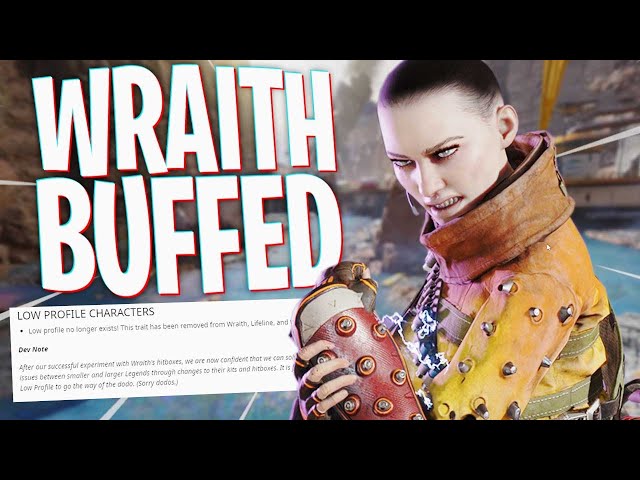 WRAITH
BUFFED
LOW PROFILE CHARACTERS
• Low profile no longer exists! This trait has been removed from Wraith, Lifeline, and
Dev Note
After our successful experiment with Wraith's hitboxes, we are now confident that we can
issues between smaller and larger Legends through changes to their kits and hitboxes. It is
Low Profile to go the way of the dodo. (Sorry dodos.)